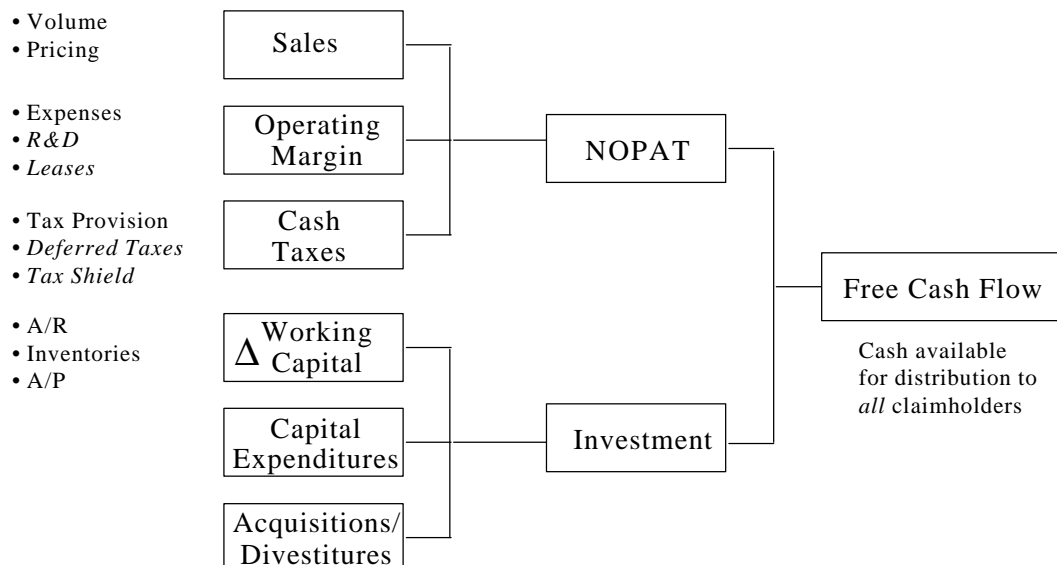 • Volume
• Pricing
Sales
• Expenses
• R&D
• Leases
Operating
Margin
NOPAT
• Tax Provision
• Deferred Taxes
• Tax Shield
Cash
Taxes
Free Cash Flow
Cash available
for distribution to
all claimholders
• A/R
• Inventories
• A/P
Δ Working
Capital
Capital
Expenditures
Investment
Acquisitions/
Divestitures